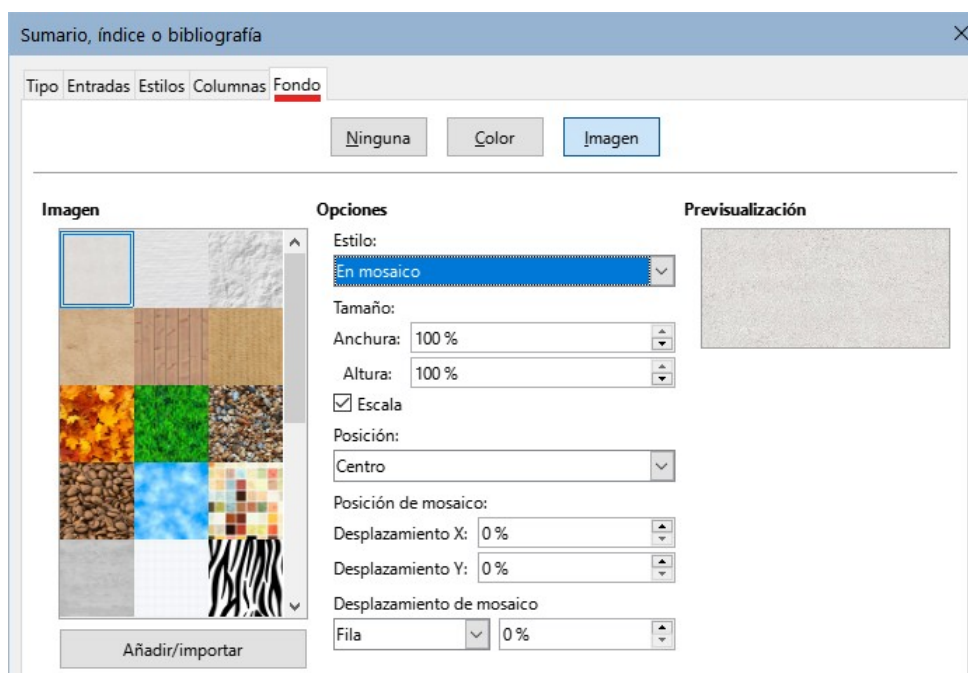 Sumario, índice o bibliografía
Tipo Entradas Estilos Columnas Fondo
Ninguna Color Imagen
Imagen
Opciones
Previsualización
Estilo:
En mosaico
Tamaño:
Anchura: 100 %
Altura: 100 %
Escala
Posición:
Centro
Posición de mosaico:
Desplazamiento X: 0 %
Desplazamiento Y: 0 %
Desplazamiento de mosaico
Fila 0 %
Añadir/importar